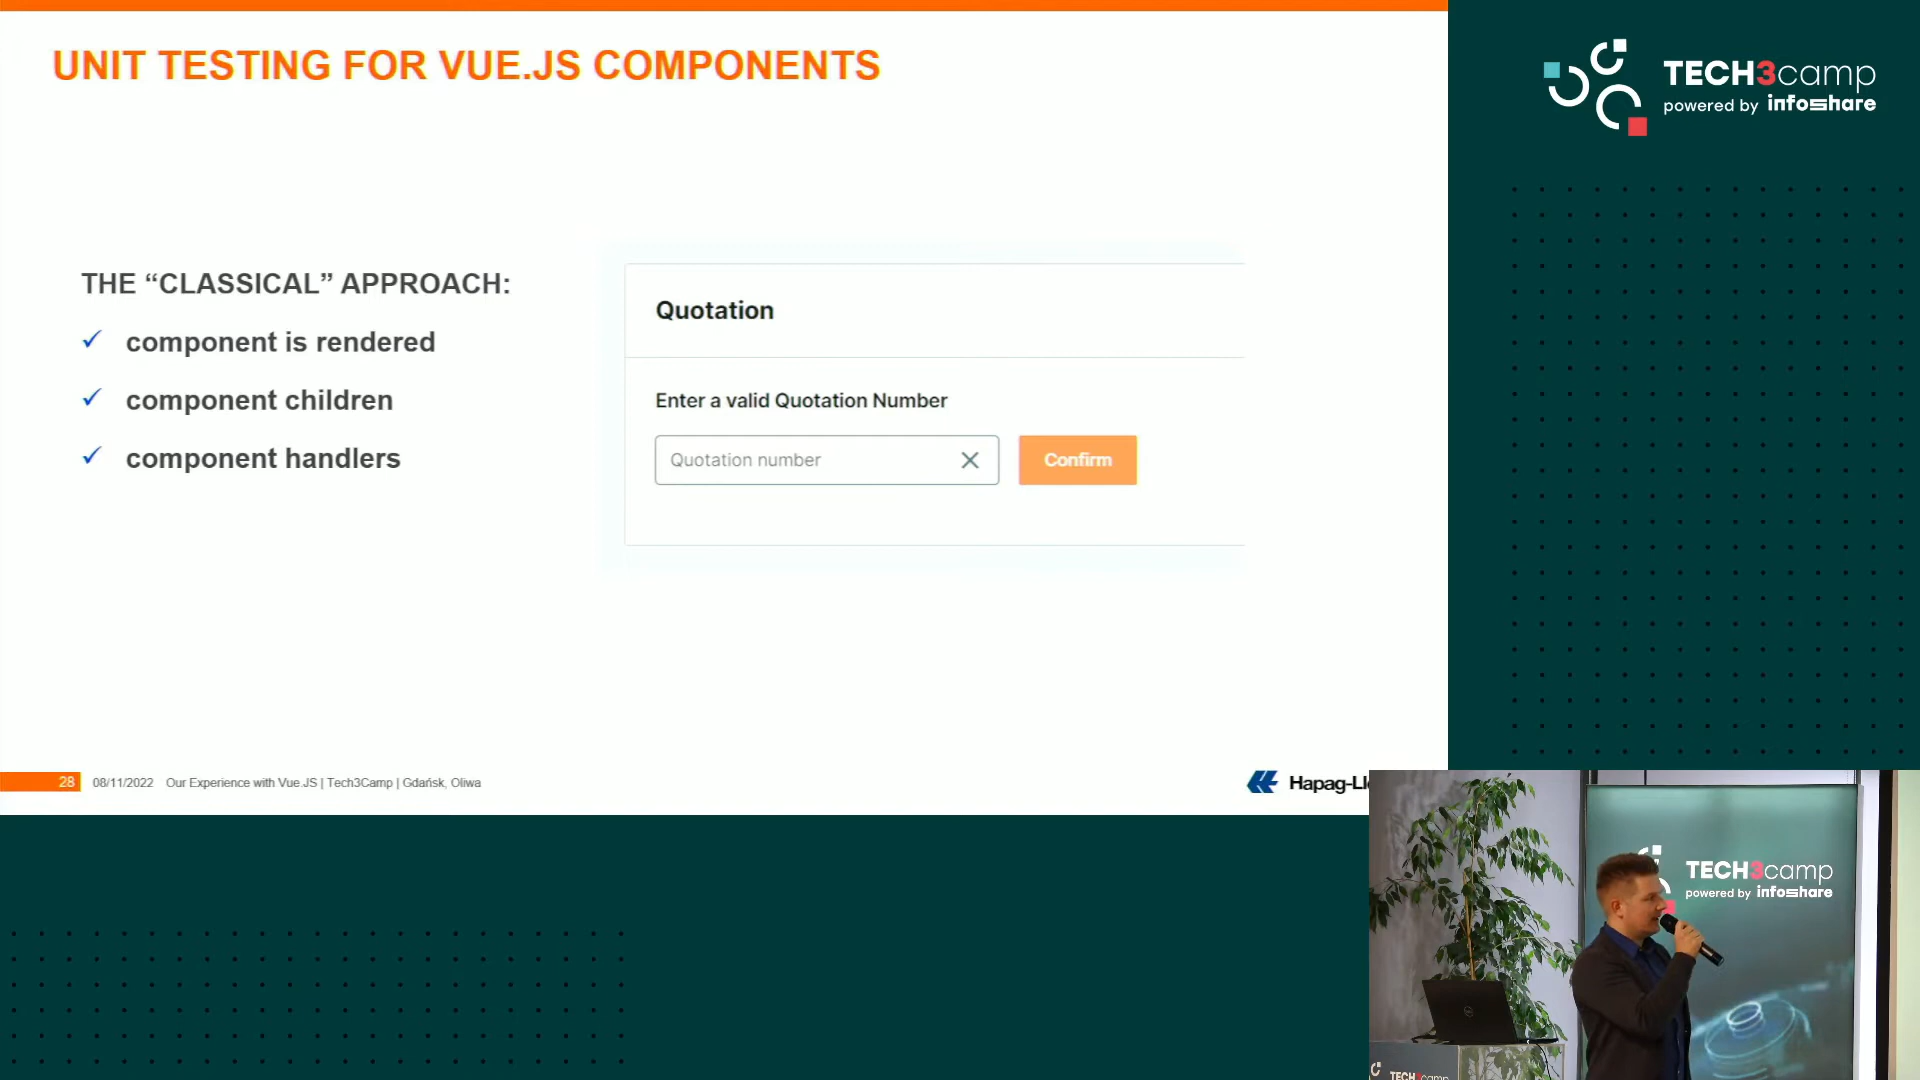 UNIT TESTING FOR VUE.JS COMPONENTS
TECH3camp
powered by infoshare
THE “CLASSICAL” APPROACH:
✓ component is rendered
✓ component children
✓ component handlers
Quotation
Enter a valid Quotation Number
Quotation number
Confirm
28 08/11/2022 Our Experience with Vue.JS | Tech3Camp | Gdańsk, Oliwa
TECH3camp
powered by infoshare
TECH3camp